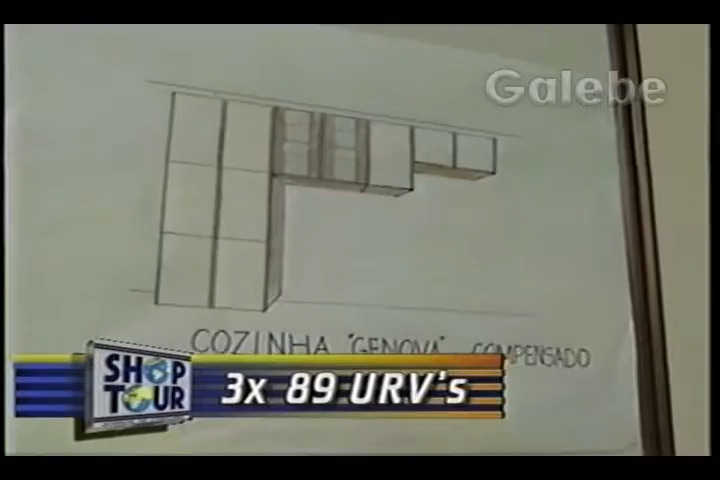 Galebe
COZINHA "GENOVA" COMPENSADO
SHOP
TOUR
3x 89 URV's